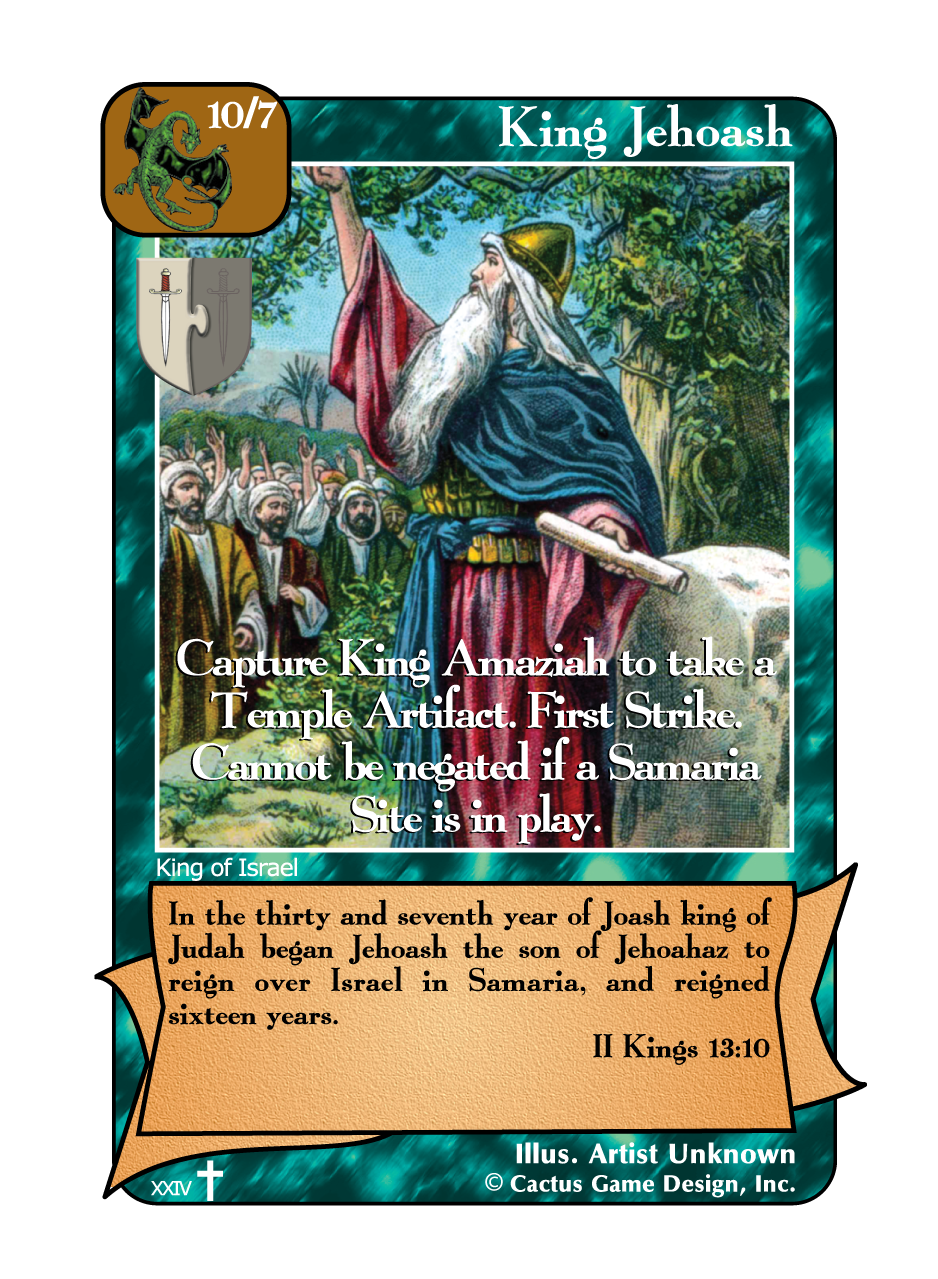 10/7
King Jehoash
Capture King Amaziah to take a
Temple Artifact. First Strike.
Cannot be negated if a Samaria
Site is in play.
King of Israel
In the thirty and seventh year of Joash king of
Judah began Jehoash the son of Jehoahaz to
reign over Israel in Samaria, and reigned
sixteen years.
II Kings 13:10
Illus. Artist Unknown
XXIV
© Cactus Game Design, Inc.